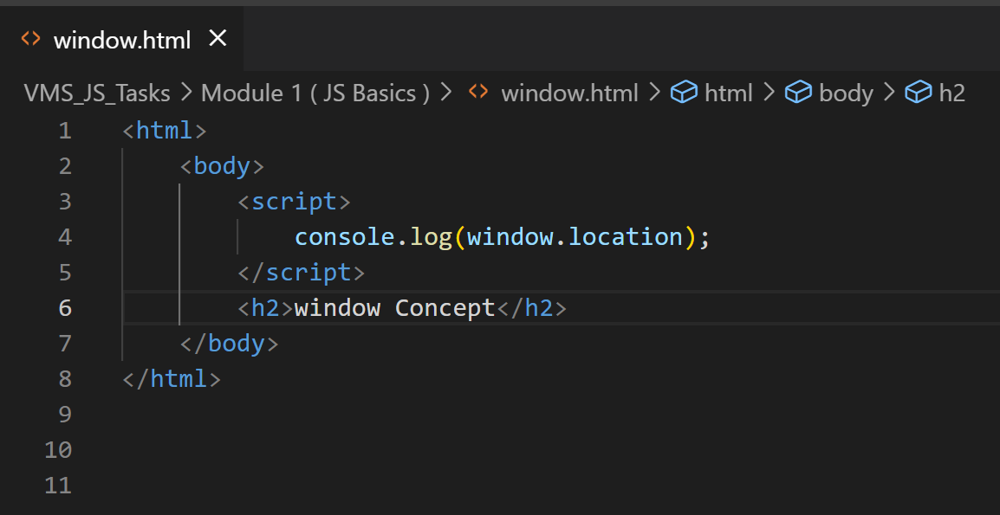 window.html
VMS_JS_Tasks > Module 1 ( JS Basics ) > <> window.html > html > body > h2
1 <html>
2 <body>
3 <script>
4 console.log(window.location);
5 </script>
6 <h2>window Concept</h2>
7 </body>
8 </html>
9
10
11